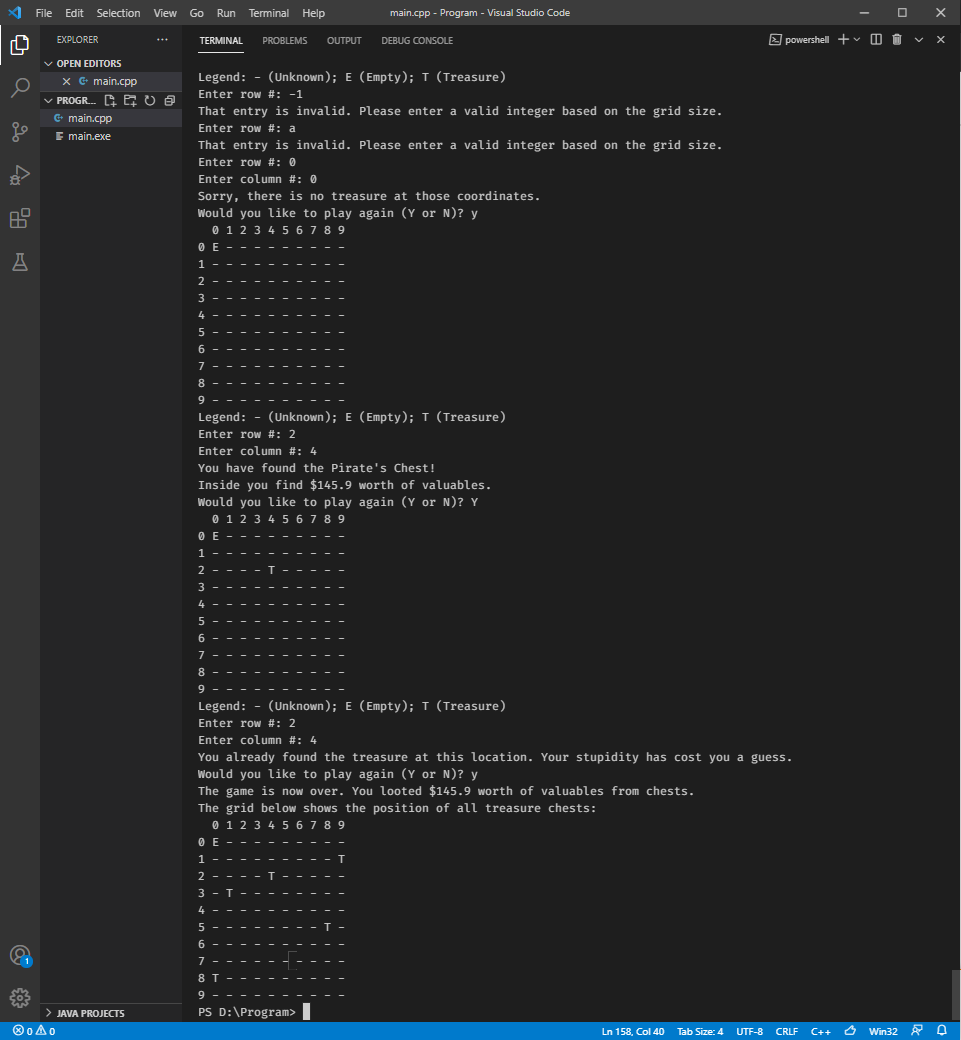 File Edit Selection View Go Run Terminal Help main.cpp - Program - Visual Studio Code
EXPLORER ···
OPEN EDITORS
main.cpp
PROGR...
main.cpp
main.exe
JAVA PROJECTS
TERMINAL PROBLEMS OUTPUT DEBUG CONSOLE powershell
Legend: - (Unknown); E (Empty); T (Treasure)
Enter row #: -1
That entry is invalid. Please enter a valid integer based on the grid size.
Enter row #: a
That entry is invalid. Please enter a valid integer based on the grid size.
Enter row #: 0
Enter column #: 0
Sorry, there is no treasure at those coordinates.
Would you like to play again (Y or N)? y
  0 1 2 3 4 5 6 7 8 9
0 E - - - - - - - - -
1 - - - - - - - - - -
2 - - - - - - - - - -
3 - - - - - - - - - -
4 - - - - - - - - - -
5 - - - - - - - - - -
6 - - - - - - - - - -
7 - - - - - - - - - -
8 - - - - - - - - - -
9 - - - - - - - - - -
Legend: - (Unknown); E (Empty); T (Treasure)
Enter row #: 2
Enter column #: 4
You have found the Pirate's Chest!
Inside you find $145.9 worth of valuables.
Would you like to play again (Y or N)? Y
  0 1 2 3 4 5 6 7 8 9
0 E - - - - - - - - -
1 - - - - - - - - - -
2 - - - - T - - - - -
3 - - - - - - - - - -
4 - - - - - - - - - -
5 - - - - - - - - - -
6 - - - - - - - - - -
7 - - - - - - - - - -
8 - - - - - - - - - -
9 - - - - - - - - - -
Legend: - (Unknown); E (Empty); T (Treasure)
Enter row #: 2
Enter column #: 4
You already found the treasure at this location. Your stupidity has cost you a guess.
Would you like to play again (Y or N)? y
The game is now over. You looted $145.9 worth of valuables from chests.
The grid below shows the position of all treasure chests:
  0 1 2 3 4 5 6 7 8 9
0 E - - - - - - - - -
1 - - - - - - - - - T
2 - - - - T - - - - -
3 - T - - - - - - - -
4 - - - - - - - - - -
5 - - - - - - - - T -
6 - - - - - - - - - -
7 - - - - - - - - - -
8 T - - - - - - - - -
9 - - - - - - - - - -
PS D:\Program>
1
0 0 Ln 158, Col 40 Tab Size: 4 UTF-8 CRLF C++ Win32